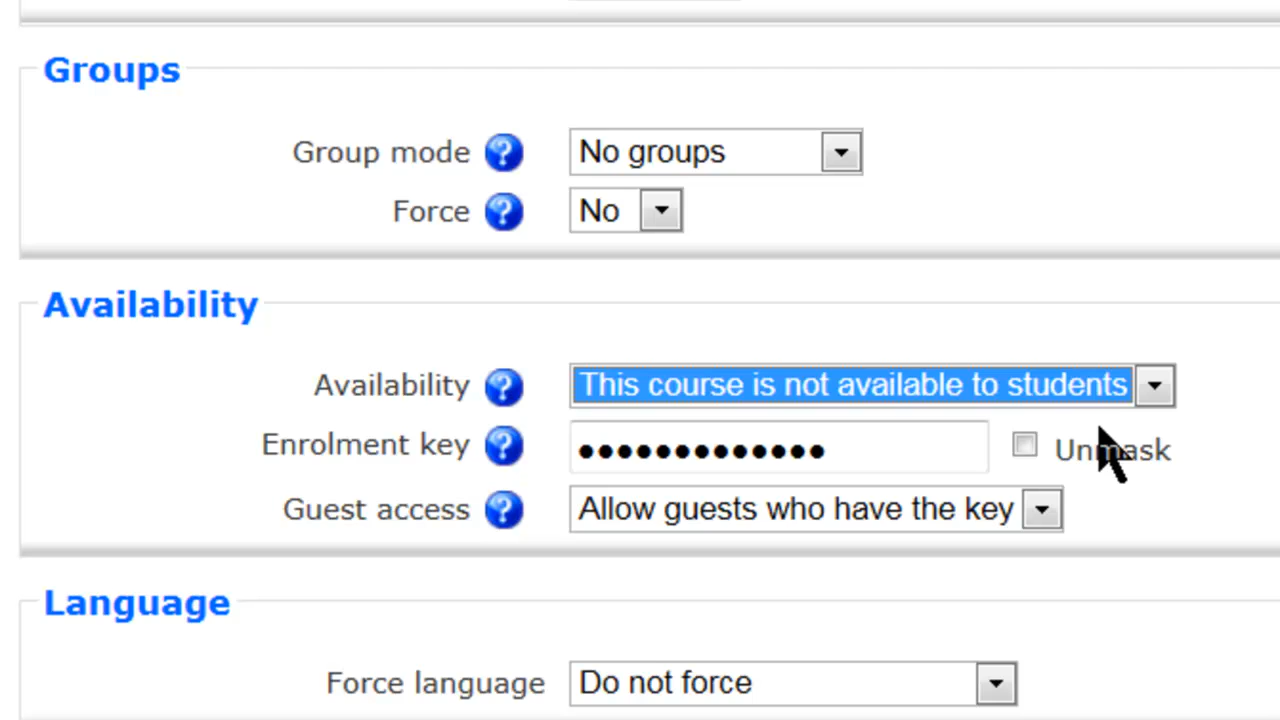 Groups
Group mode No groups
Force No
Availability
Availability This course is not available to students
Enrolment key ●●●●●●●●●●●●● Unmask
Guest access Allow guests who have the key
Language
Force language Do not force